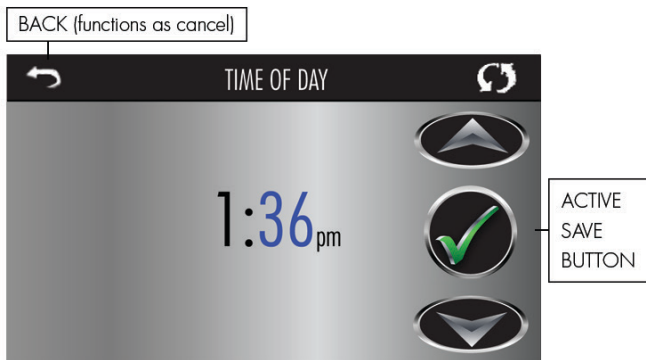 BACK (functions as cancel)
TIME OF DAY
1:36pm
ACTIVE
SAVE
BUTTON